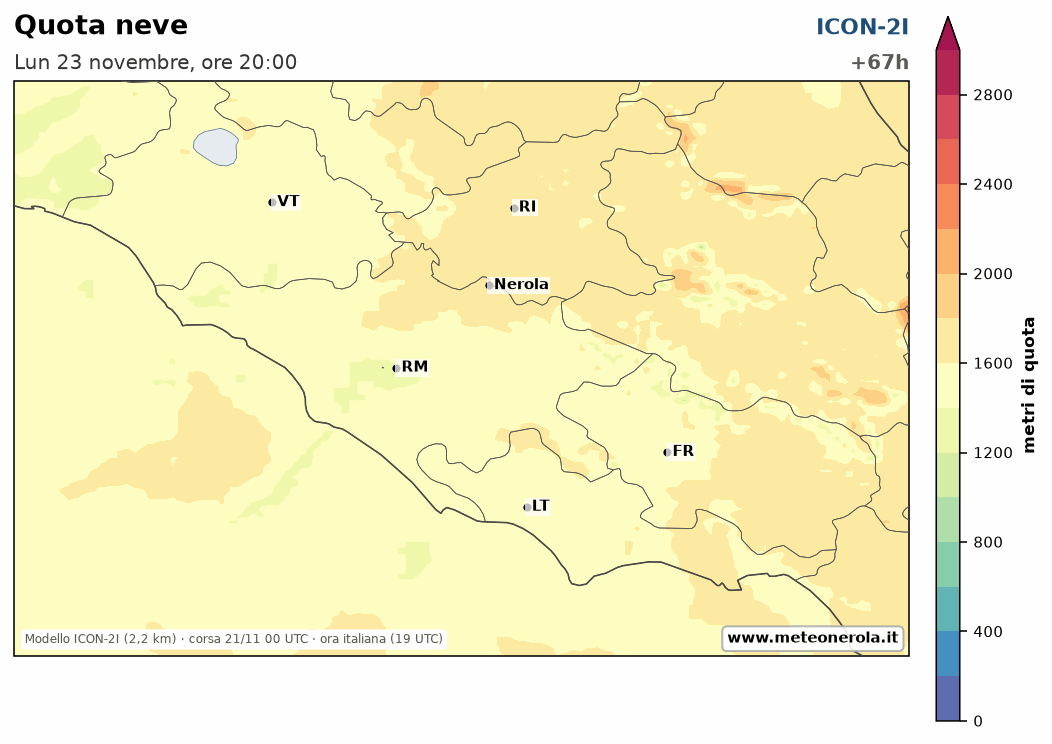 Quota neve
ICON-2I
Lun 23 novembre, ore 20:00
+67h
VT
RI
Nerola
RM
FR
LT
Modello ICON-2I (2,2 km) · corsa 21/11 00 UTC · ora italiana (19 UTC)
www.meteonerola.it
2800
2400
2000
1600
1200
800
400
0
metri di quota